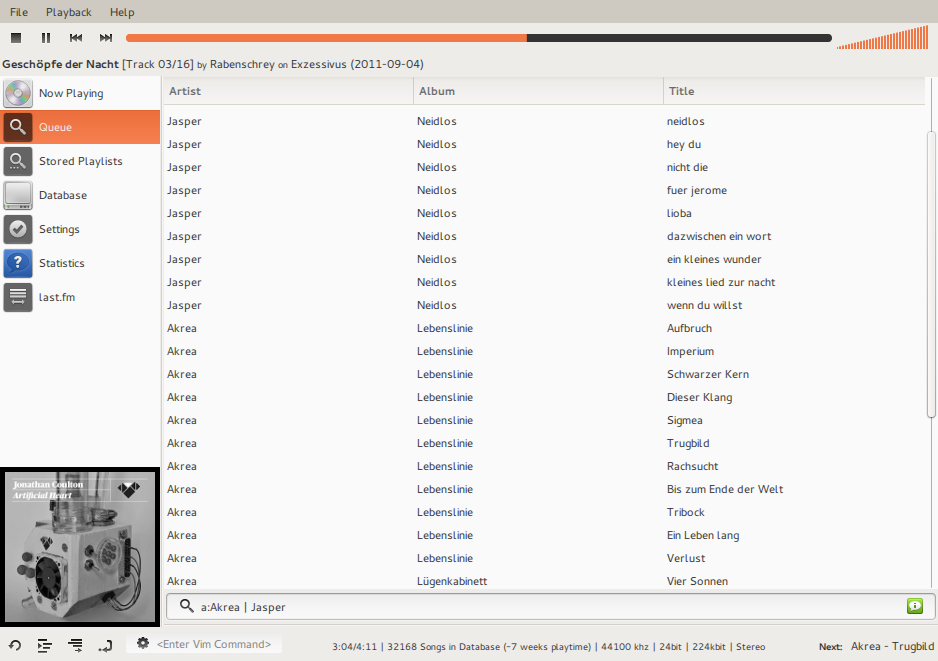 File Playback Help
Geschöpfe der Nacht [Track 03/16] by Rabenschrey on Exzessivus (2011-09-04)
Now Playing
Queue
Stored Playlists
Database
Settings
Statistics
last.fm
Artist Album Title
Jasper Neidlos neidlos
Jasper Neidlos hey du
Jasper Neidlos nicht die
Jasper Neidlos fuer jerome
Jasper Neidlos lioba
Jasper Neidlos dazwischen ein wort
Jasper Neidlos ein kleines wunder
Jasper Neidlos kleines lied zur nacht
Jasper Neidlos wenn du willst
Akrea Lebenslinie Aufbruch
Akrea Lebenslinie Imperium
Akrea Lebenslinie Schwarzer Kern
Akrea Lebenslinie Dieser Klang
Akrea Lebenslinie Sigmea
Akrea Lebenslinie Trugbild
Akrea Lebenslinie Rachsucht
Akrea Lebenslinie Bis zum Ende der Welt
Akrea Lebenslinie Tribock
Akrea Lebenslinie Ein Leben lang
Akrea Lebenslinie Verlust
Akrea Lügenkabinett Vier Sonnen
Jonathan Coulton
Artificial Heart
a:Akrea | Jasper
<Enter Vim Command>
3:04/4:11 | 32168 Songs in Database (~7 weeks playtime) | 44100 khz | 24bit | 224kbit | Stereo
Next: Akrea - Trugbild